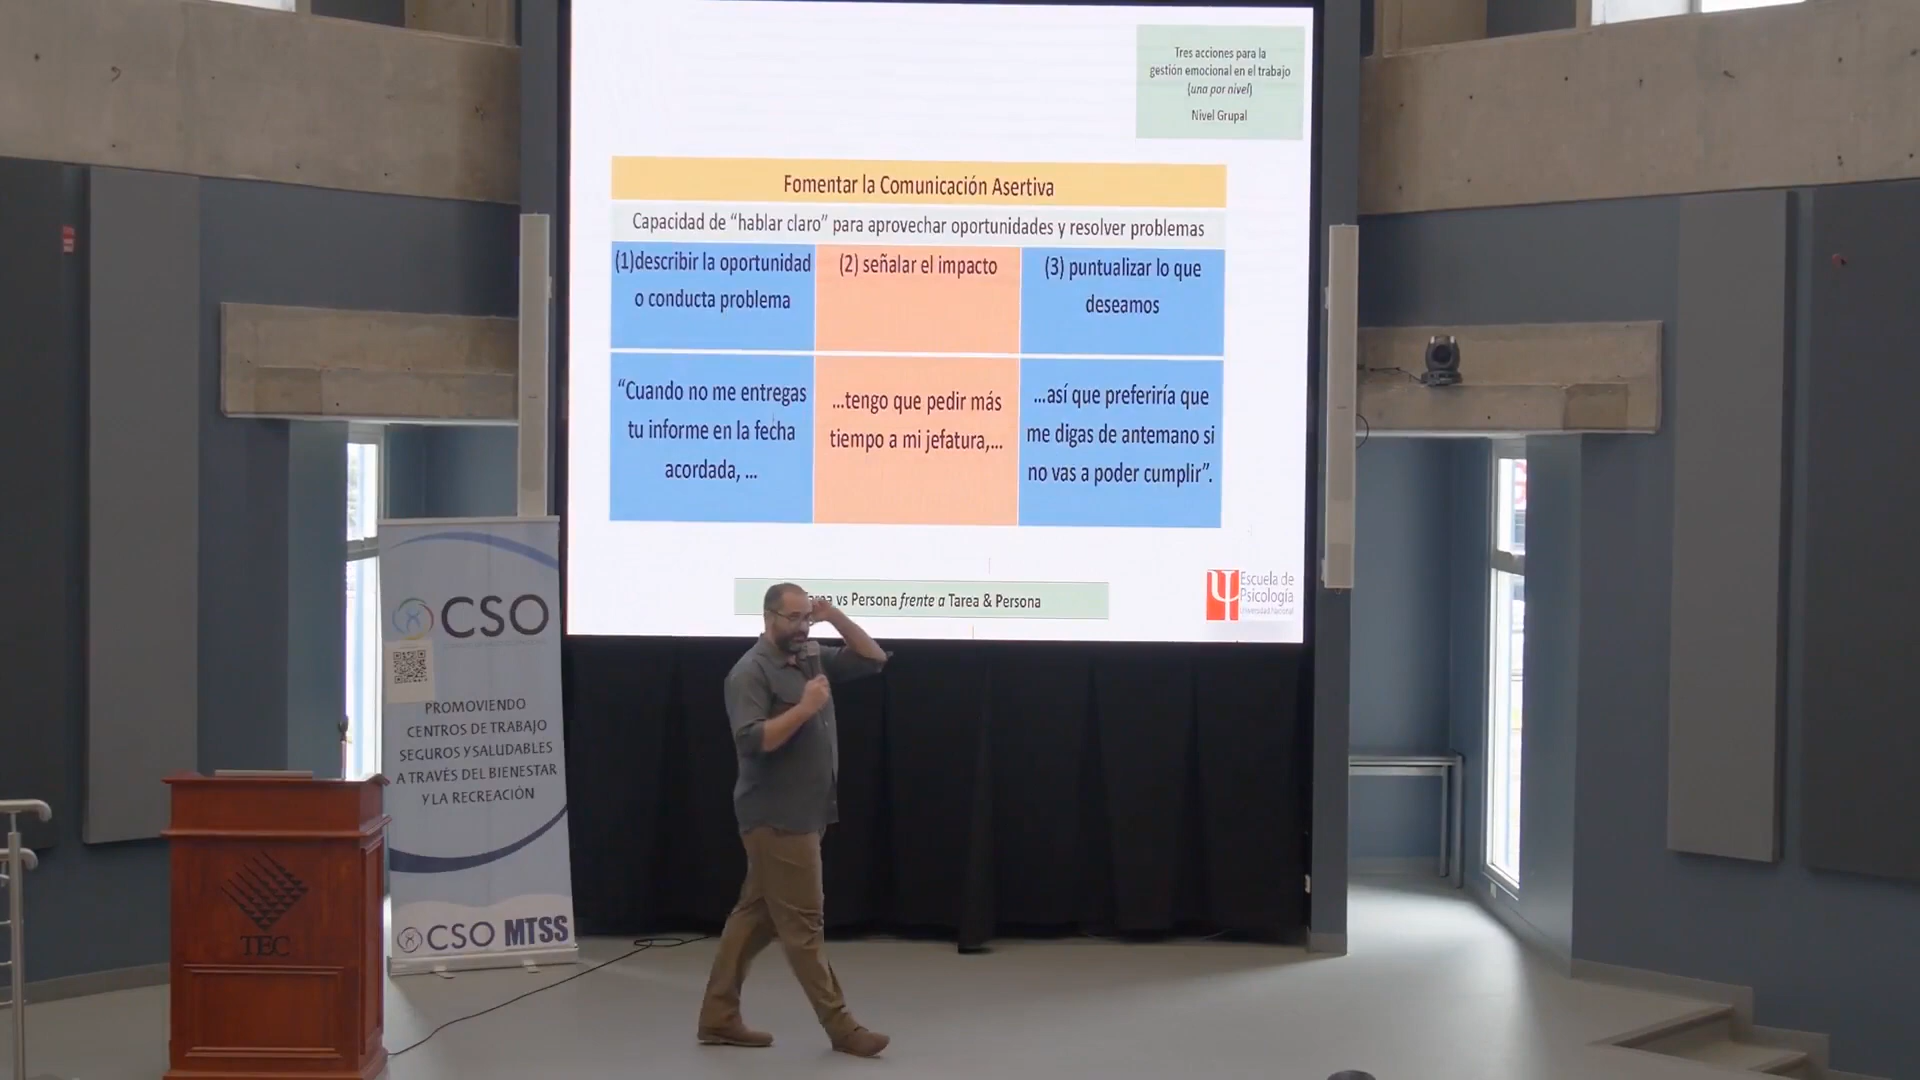 Tres acciones para la
gestión emocional en el trabajo
(una por nivel)
Nivel Grupal
Fomentar la Comunicación Asertiva
Capacidad de “hablar claro” para aprovechar oportunidades y resolver problemas
(1)describir la oportunidad
o conducta problema
(2) señalar el impacto
(3) puntualizar lo que
deseamos
“Cuando no me entregas
tu informe en la fecha
acordada, ...
...tengo que pedir más
tiempo a mi jefatura,...
...así que preferiría que
me digas de antemano si
no vas a poder cumplir”.
vs Persona frente a Tarea & Persona
Escuela de
Psicología
Universidad Nacional
CSO
PROMOVIENDO
CENTROS DE TRABAJO
SEGUROS Y SALUDABLES
A TRAVÉS DEL BIENESTAR
Y LA RECREACIÓN
CSO MTSS
TEC